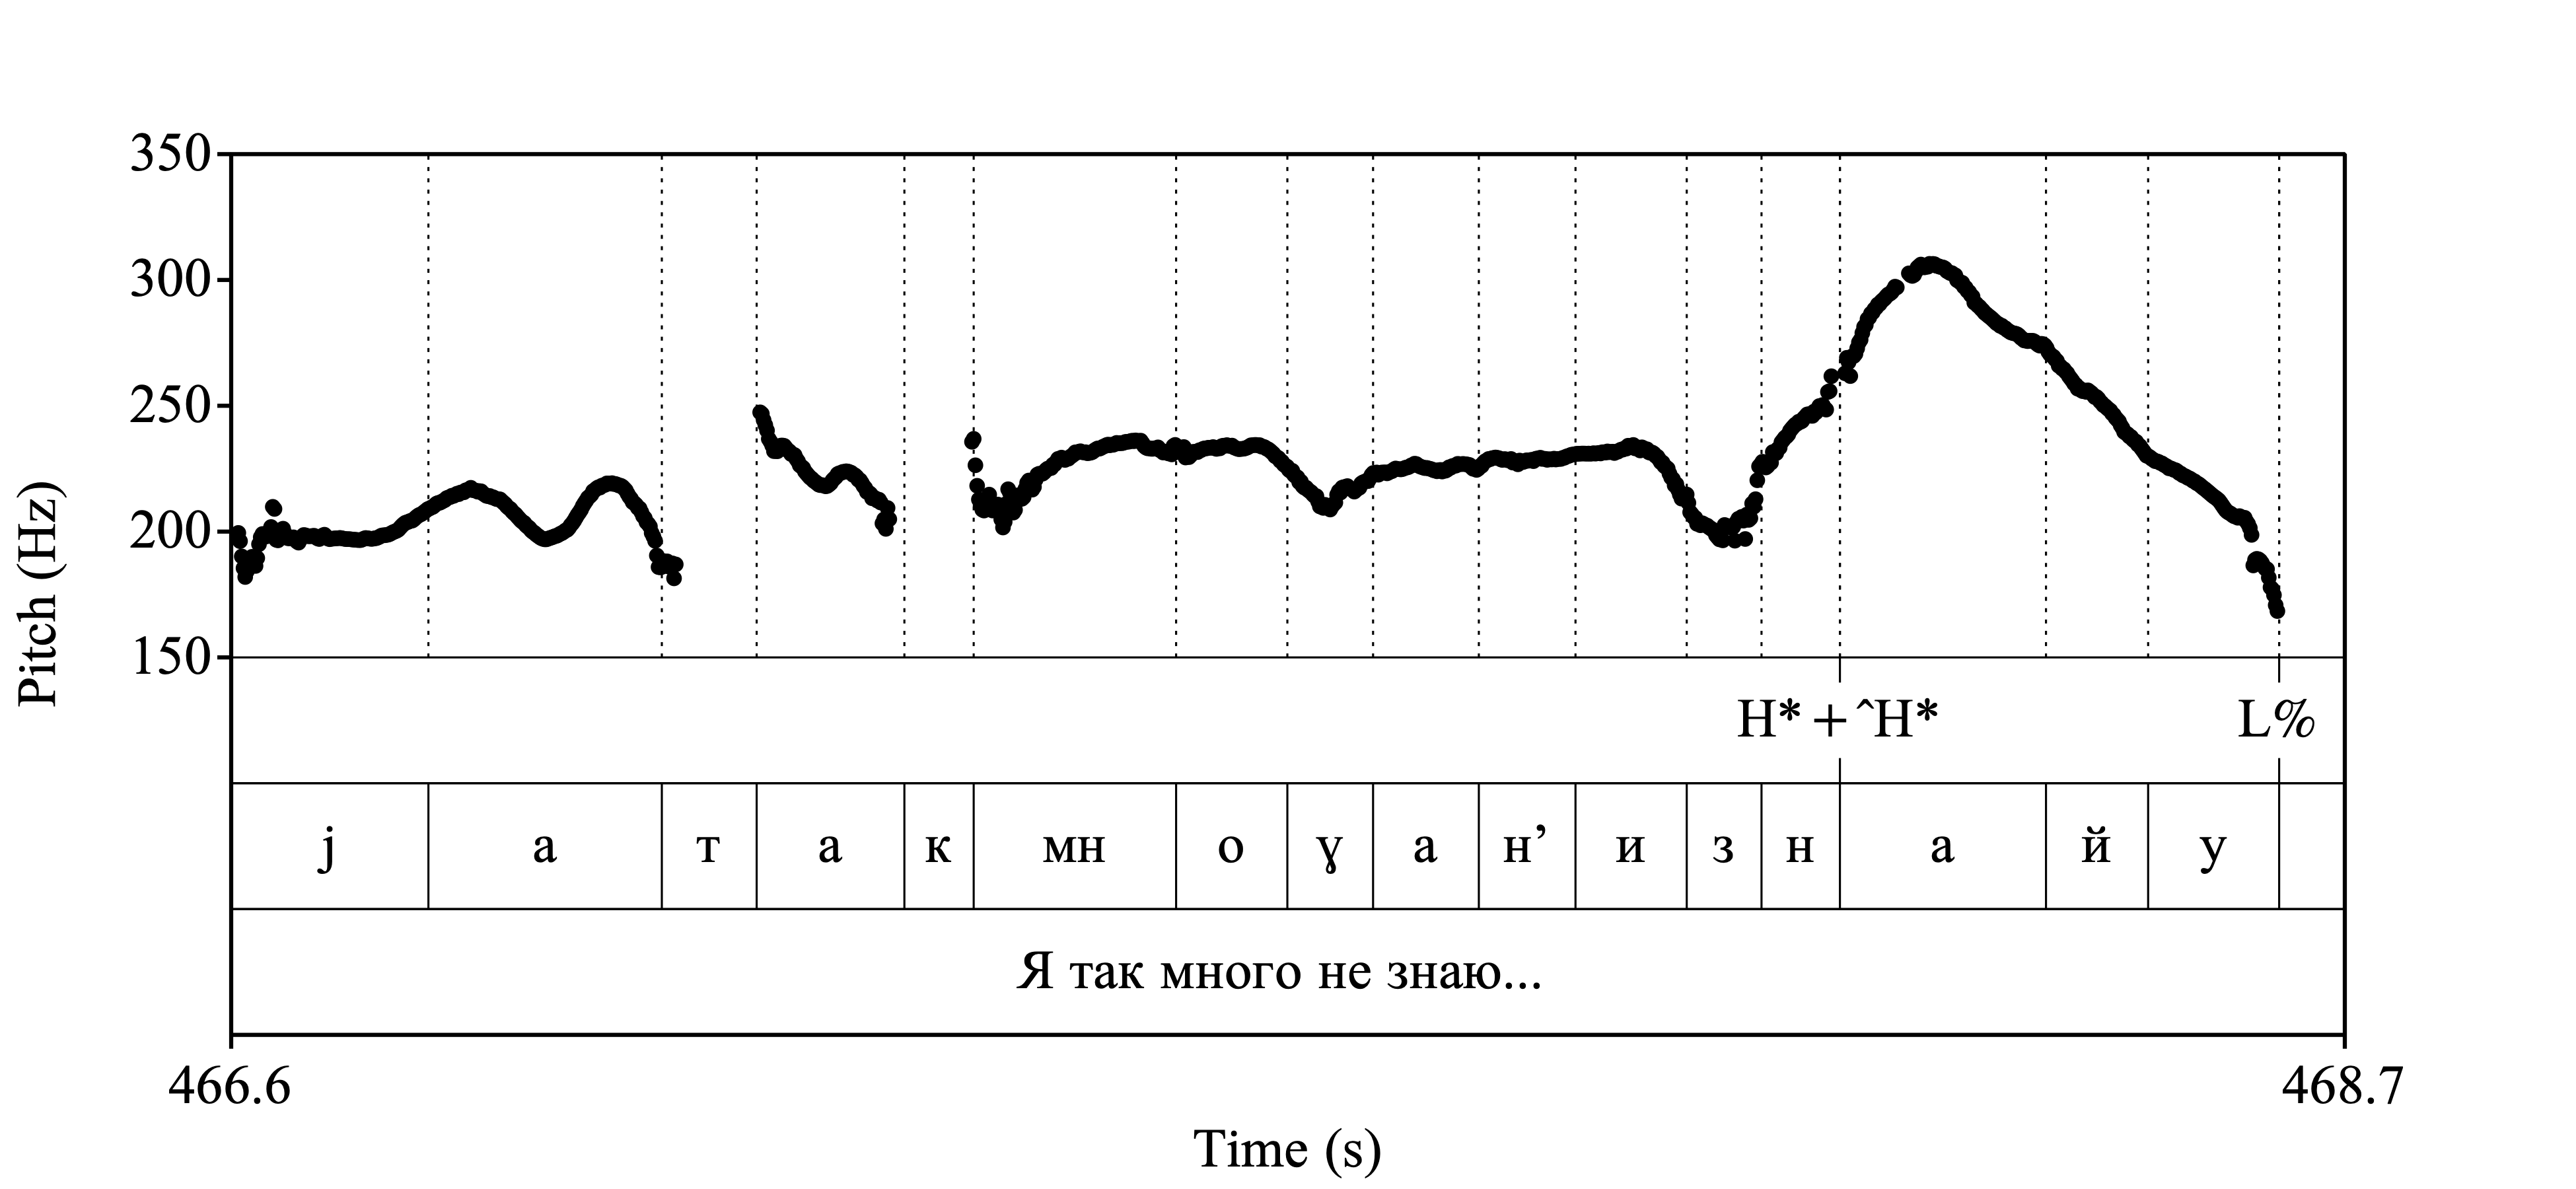 350
300
250
200
150
Pitch (Hz)
H* + ˆH* L%
j а т а к мн о ɣ а н’ и з н а й у
Я так много не знаю...
466.6 468.7
Time (s)